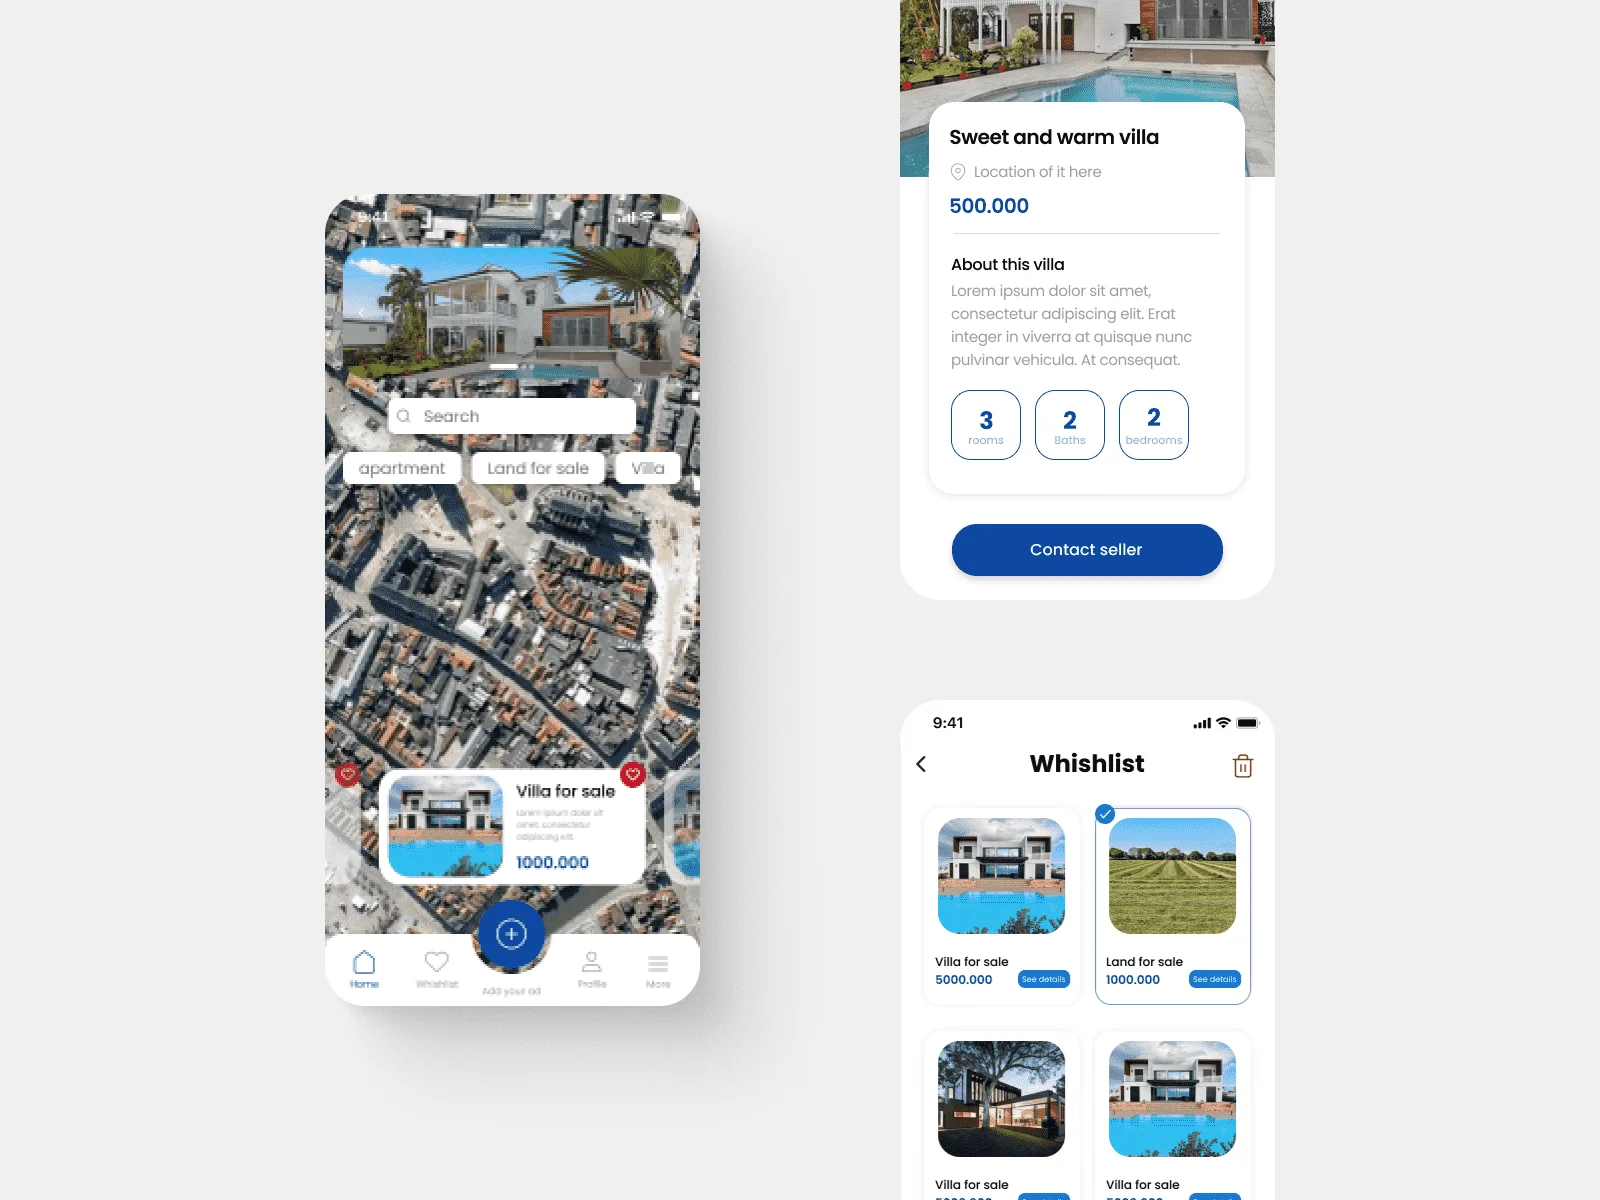 9:41
Search
apartment
Land for sale
Villa
Villa for sale
Lorem ipsum dolor sit
amet, consectetur
adipiscing elit.
1000.000
Home
Whishlist
Add your ad
Profile
More
Sweet and warm villa
Location of it here
500.000
About this villa
Lorem ipsum dolor sit amet,
consectetur adipiscing elit. Erat
integer in viverra at quisque nunc
pulvinar vehicula. At consequat.
3
rooms
2
Baths
2
bedrooms
Contact seller
9:41
Whishlist
Villa for sale
5000.000
See details
Land for sale
1000.000
See details
Villa for sale
Villa for sale